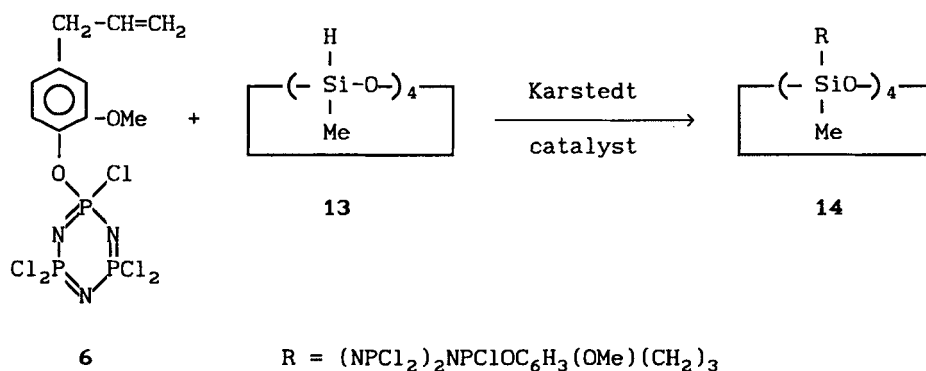 CH₂-CH=CH₂
OMe
O
Cl
P
N N
Cl₂P PCl₂
N
6
+
H
(-Si-O-)₄
Me
13
Karstedt
catalyst
R
(-SiO-)₄
Me
14
R = (NPCl₂)₂NPClOC₆H₃(OMe)(CH₂)₃